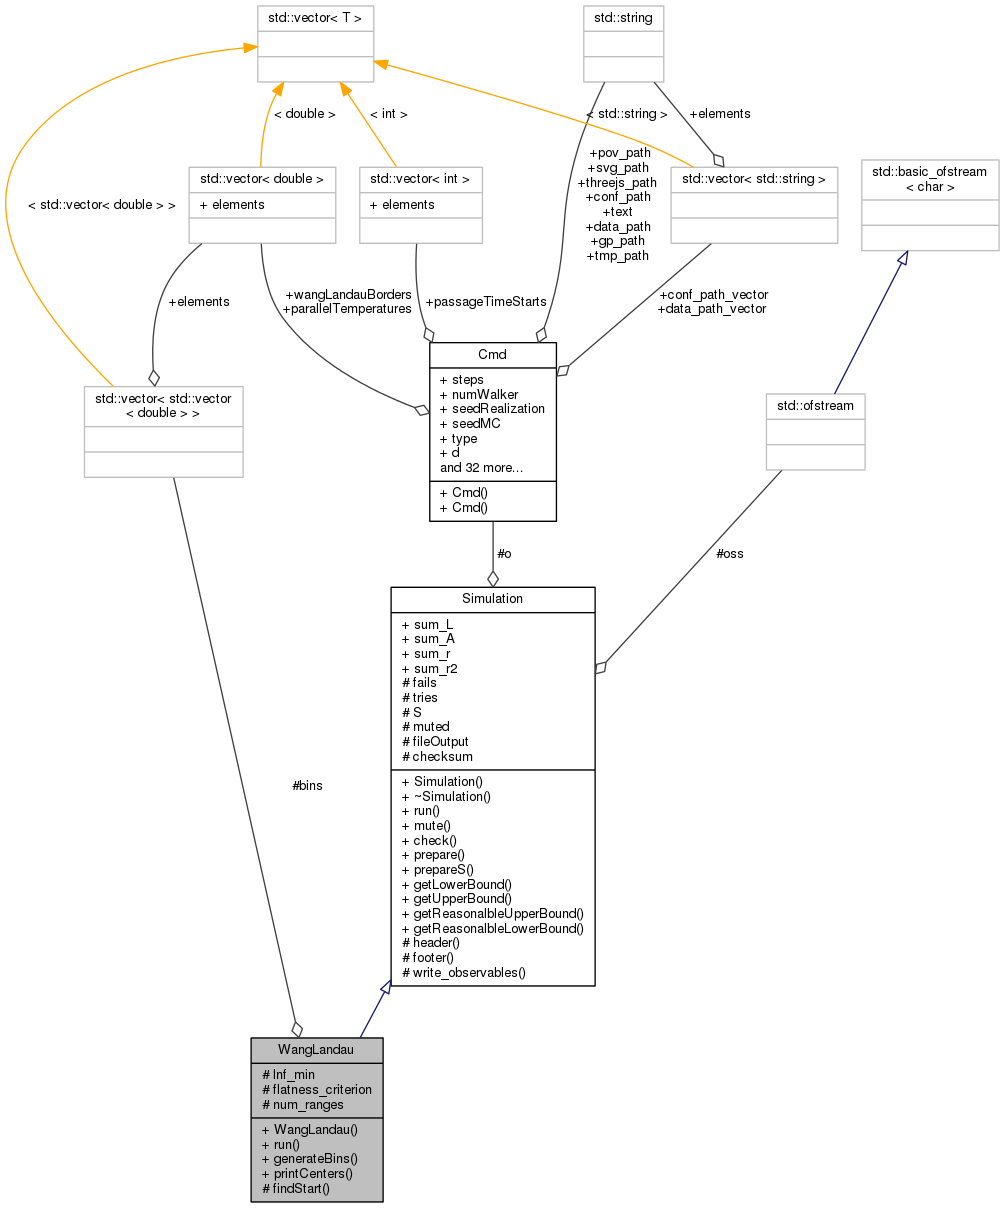 std::vector< T >
std::string
< double >
< int >
< std::string >
+elements
+pov_path
+svg_path
+threejs_path
+conf_path
+text
+data_path
+gp_path
+tmp_path
std::vector< double >
+ elements
std::vector< int >
+ elements
std::vector< std::string >
std::basic_ofstream
< char >
< std::vector< double > >
+elements
+wangLandauBorders
+parallelTemperatures
+passageTimeStarts
+conf_path_vector
+data_path_vector
std::vector< std::vector
< double > >
Cmd
+ steps
+ numWalker
+ seedRealization
+ seedMC
+ type
+ d
and 32 more...
+ Cmd()
+ Cmd()
std::ofstream
#o
#oss
Simulation
+ sum_L
+ sum_A
+ sum_r
+ sum_r2
# fails
# tries
# S
# muted
# fileOutput
# checksum
+ Simulation()
+ ~Simulation()
+ run()
+ mute()
+ check()
+ prepare()
+ prepareS()
+ getLowerBound()
+ getUpperBound()
+ getReasonalbleUpperBound()
+ getReasonalbleLowerBound()
# header()
# footer()
# write_observables()
#bins
WangLandau
# lnf_min
# flatness_criterion
# num_ranges
+ WangLandau()
+ run()
+ generateBins()
+ printCenters()
# findStart()